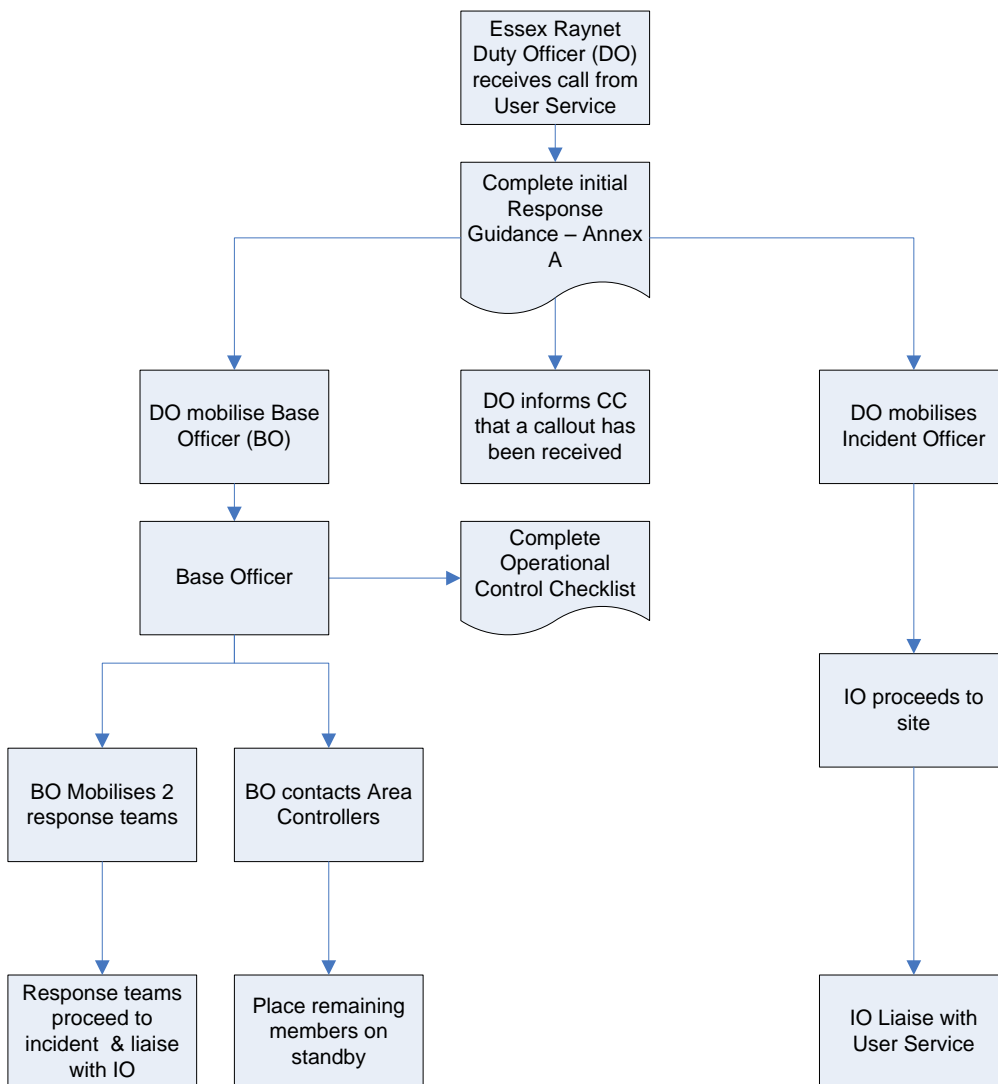 Essex Raynet
Duty Officer (DO)
receives call from
User Service
Complete initial
Response
Guidance – Annex
A
DO mobilise Base
Officer (BO)
DO informs CC
that a callout has
been received
DO mobilises
Incident Officer
Base Officer
Complete
Operational
Control Checklist
IO proceeds to
site
BO Mobilises 2
response teams
BO contacts Area
Controllers
Response teams
proceed to
incident & liaise
with IO
Place remaining
members on
standby
IO Liaise with
User Service